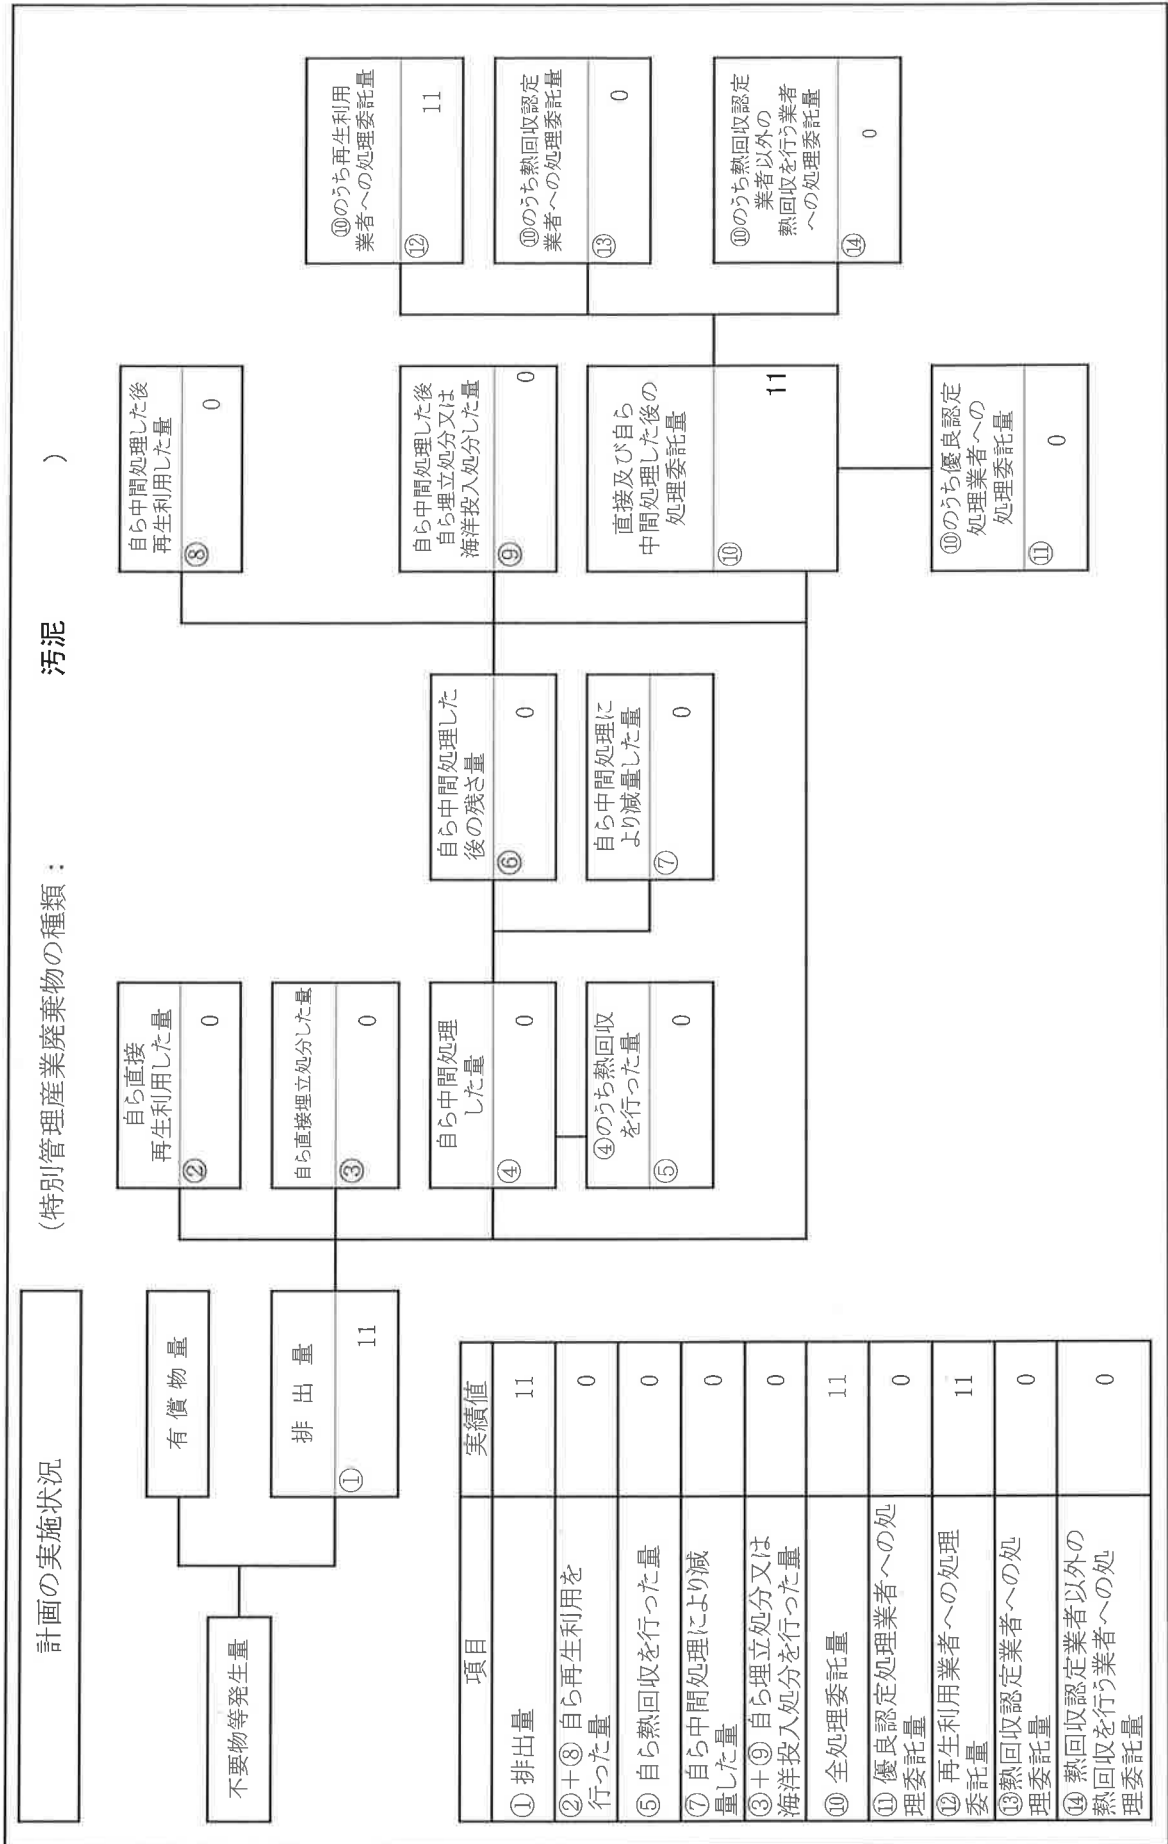 計画の実施状況
（特別管理産業廃棄物の種類： 汚泥 ）
不要物等発生量
有償物量
排出量
① 11
自ら直接
再生利用した量
② 0
自ら直接埋立処分した量
③ 0
自ら中間処理
した量
④ 0
④のうち熱回収
を行った量
⑤ 0
自ら中間処理した
後の残さ量
⑥ 0
自ら中間処理に
より減量した量
⑦ 0
自ら中間処理した後
再生利用した量
⑧ 0
自ら中間処理した後
自ら埋立処分又は
海洋投入処分した量
⑨ 0
直接及び自ら
中間処理した後の
処理委託量
⑩ 11
⑩のうち優良認定
処理業者への
処理委託量
⑪ 0
⑩のうち再生利用
業者への処理委託量
⑫ 11
⑩のうち熱回収認定
業者への処理委託量
⑬ 0
⑩のうち熱回収認定
業者以外の
熱回収を行う業者
への処理委託量
⑭ 0
項目 実績値
① 排出量 11
②＋⑧ 自ら再生利用を
行った量 0
⑤ 自ら熱回収を行った量 0
⑦ 自ら中間処理により減
量した量 0
③＋⑨ 自ら埋立処分又は
海洋投入処分を行った量 0
⑩ 全処理委託量 11
⑪ 優良認定処理業者への処
理委託量 0
⑫ 再生利用業者への処理
委託量 11
⑬熱回収認定業者への処
理委託量 0
⑭ 熱回収認定業者以外の
熱回収を行う業者への処
理委託量 0